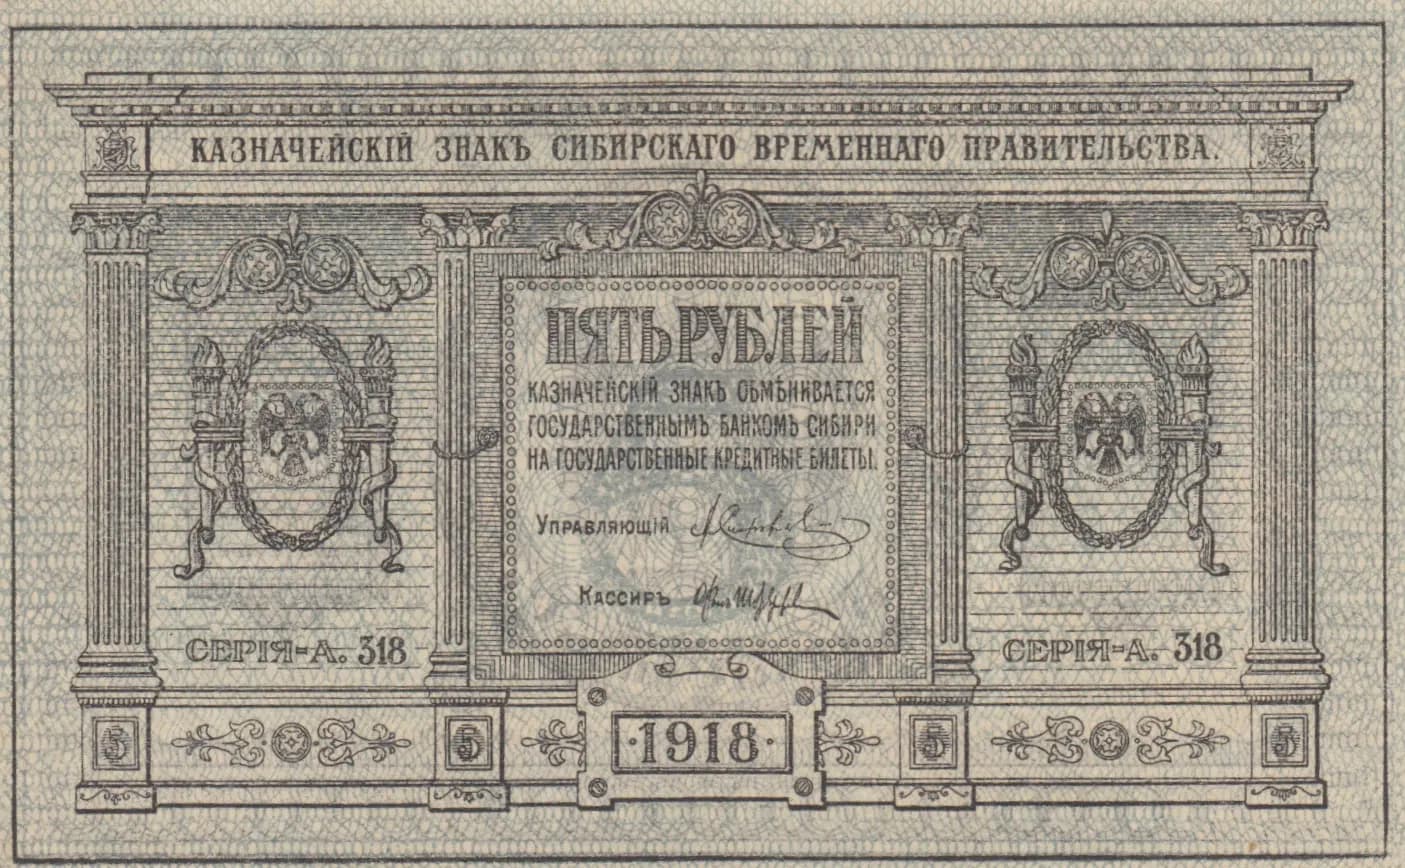 КАЗНАЧЕЙСКІЙ ЗНАКЪ СИБИРСКАГО ВРЕМЕННАГО ПРАВИТЕЛЬСТВА.
ПЯТЬ РУБЛЕЙ
КАЗНАЧЕЙСКІЙ ЗНАКЪ ОБМѢНИВАЕТСЯ
ГОСУДАРСТВЕННЫМЪ БАНКОМЪ СИБИРИ
НА ГОСУДАРСТВЕННЫЕ КРЕДИТНЫЕ БИЛЕТЫ.
УПРАВЛЯЮЩІЙ
КАССИРЪ
СЕРІЯ-А. 318
СЕРІЯ-А. 318
5
5
·1918·
5
5